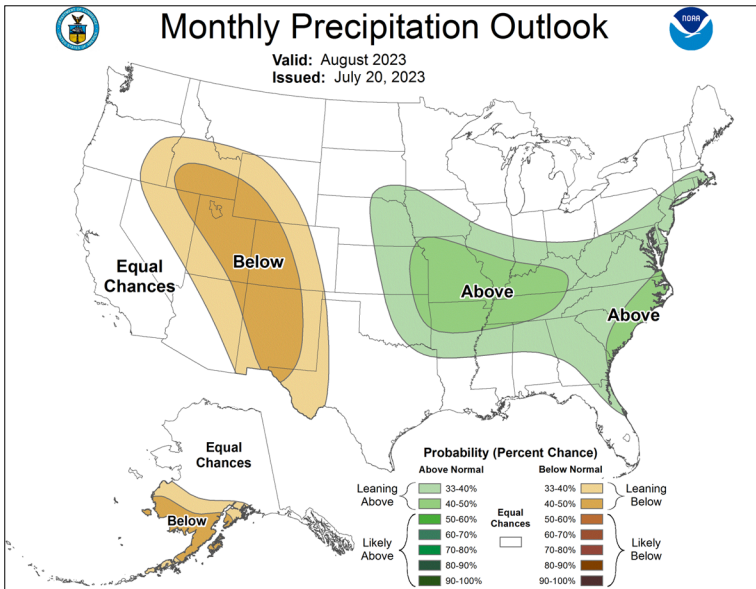 Monthly Precipitation Outlook
NOAA
Valid: August 2023
Issued: July 20, 2023
Equal
Chances
Below
Above
Above
Equal
Chances
Below
Probability (Percent Chance)
Above Normal
Below Normal
Leaning
Above
33-40%
40-50%
Likely
Above
50-60%
60-70%
70-80%
80-90%
90-100%
Equal
Chances
33-40%
40-50%
Leaning
Below
50-60%
60-70%
70-80%
80-90%
90-100%
Likely
Below